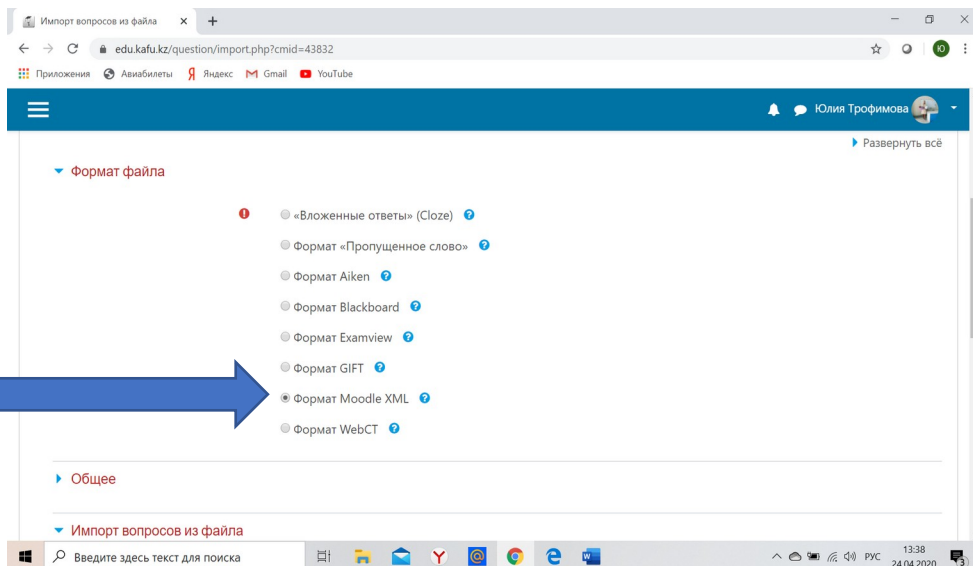 Импорт вопросов из файла
edu.kafu.kz/question/import.php?cmid=43832
Приложения Авиабилеты Яндекс Gmail YouTube
Юлия Трофимова
Развернуть всё
Формат файла
«Вложенные ответы» (Cloze)
Формат «Пропущенное слово»
Формат Aiken
Формат Blackboard
Формат Examview
Формат GIFT
Формат Moodle XML
Формат WebCT
Общее
Импорт вопросов из файла
Введите здесь текст для поиска
РУС
13:38
24.04.2020